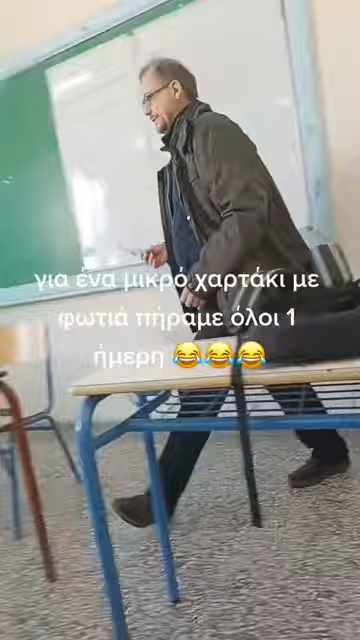 για ένα μικρό χαρτάκι με
φωτιά πήραμε όλοι 1
ήμερη 😂😂😂